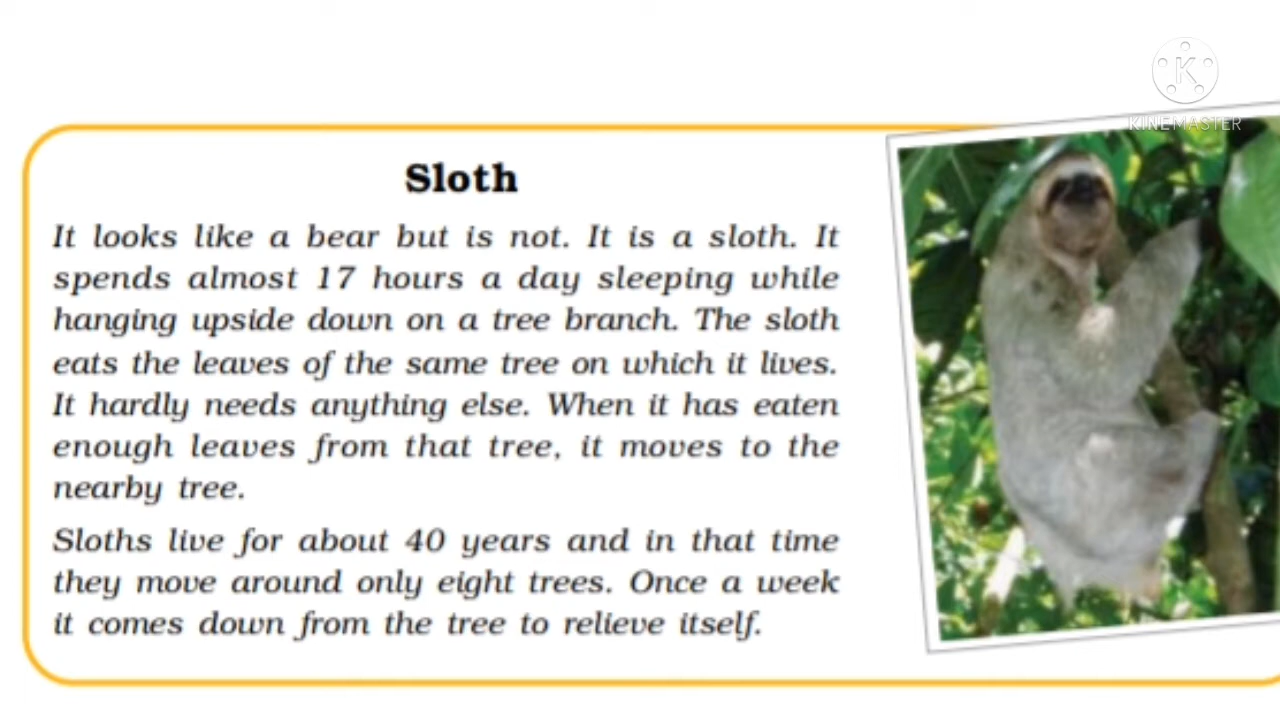 K
KINEMASTER
Sloth
It looks like a bear but is not. It is a sloth. It
spends almost 17 hours a day sleeping while
hanging upside down on a tree branch. The sloth
eats the leaves of the same tree on which it lives.
It hardly needs anything else. When it has eaten
enough leaves from that tree, it moves to the
nearby tree.
Sloths live for about 40 years and in that time
they move around only eight trees. Once a week
it comes down from the tree to relieve itself.